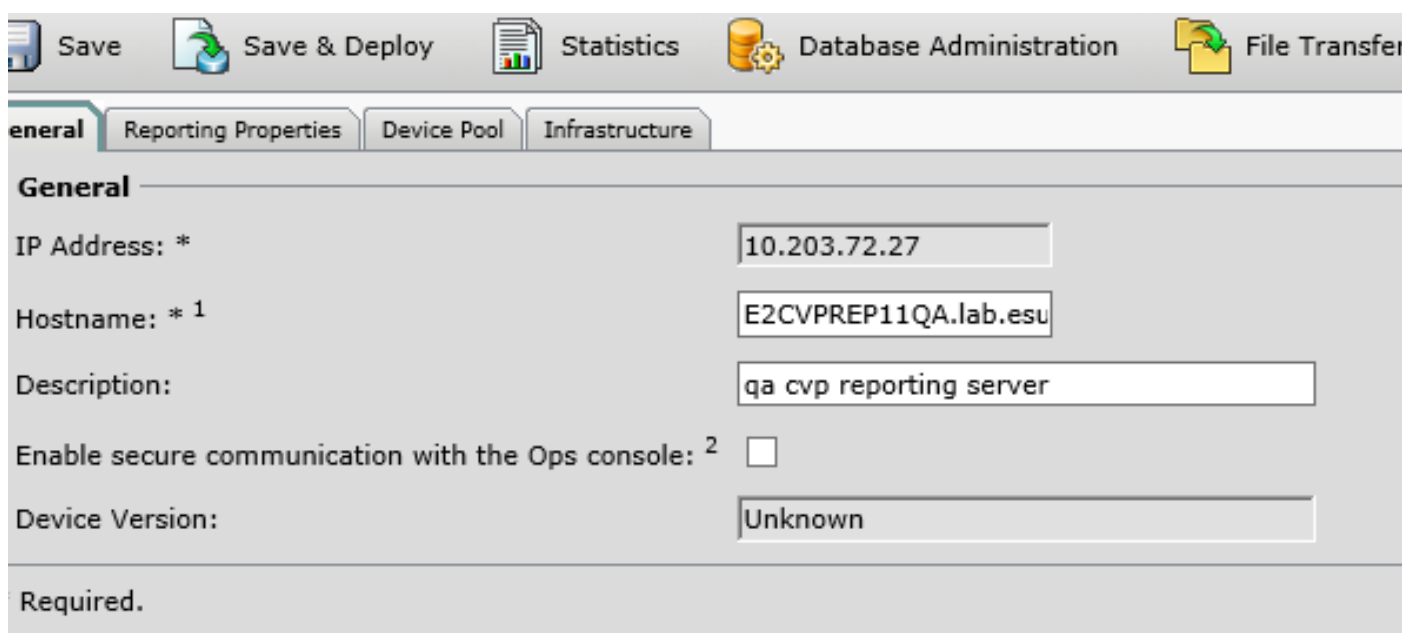 Save Save & Deploy Statistics Database Administration File Transfer
eneral Reporting Properties Device Pool Infrastructure
General
IP Address: * 10.203.72.27
Hostname: * 1 E2CVPREP11QA.lab.esu
Description: qa cvp reporting server
Enable secure communication with the Ops console: 2
Device Version: Unknown
Required.